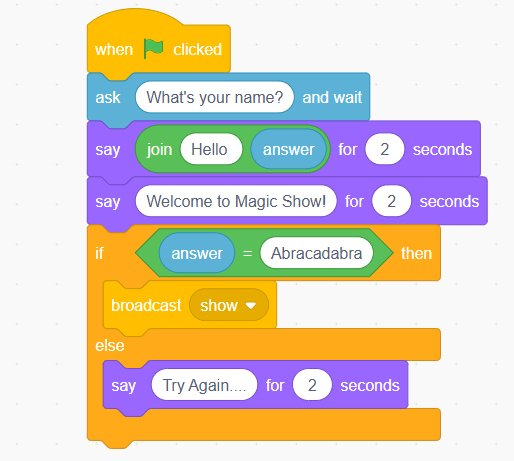 when clicked
ask What's your name? and wait
say join Hello answer for 2 seconds
say Welcome to Magic Show! for 2 seconds
if answer = Abracadabra then
broadcast show
else
say Try Again.... for 2 seconds